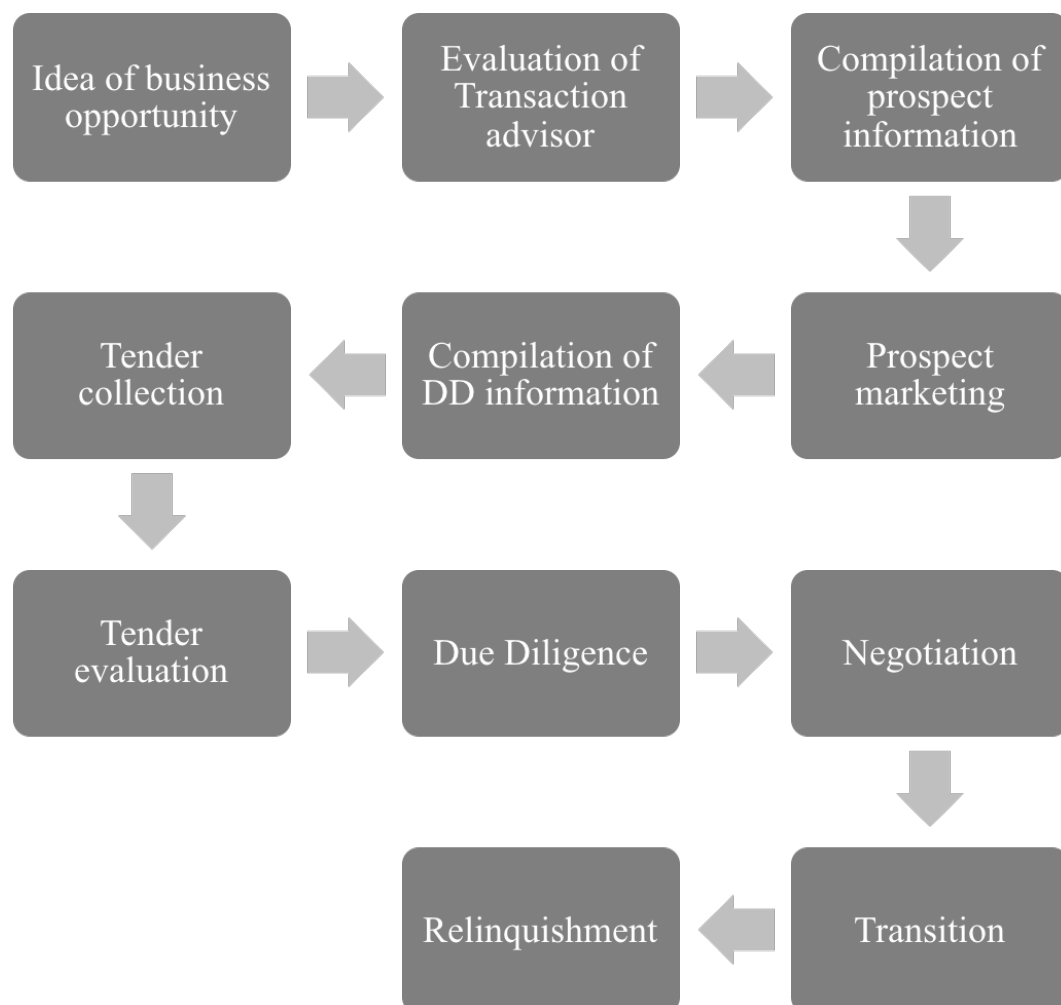 Idea of business
opportunity
Evaluation of
Transaction
advisor
Compilation of
prospect
information
Prospect
marketing
Compilation of
DD information
Tender
collection
Tender
evaluation
Due Diligence
Negotiation
Transition
Relinquishment